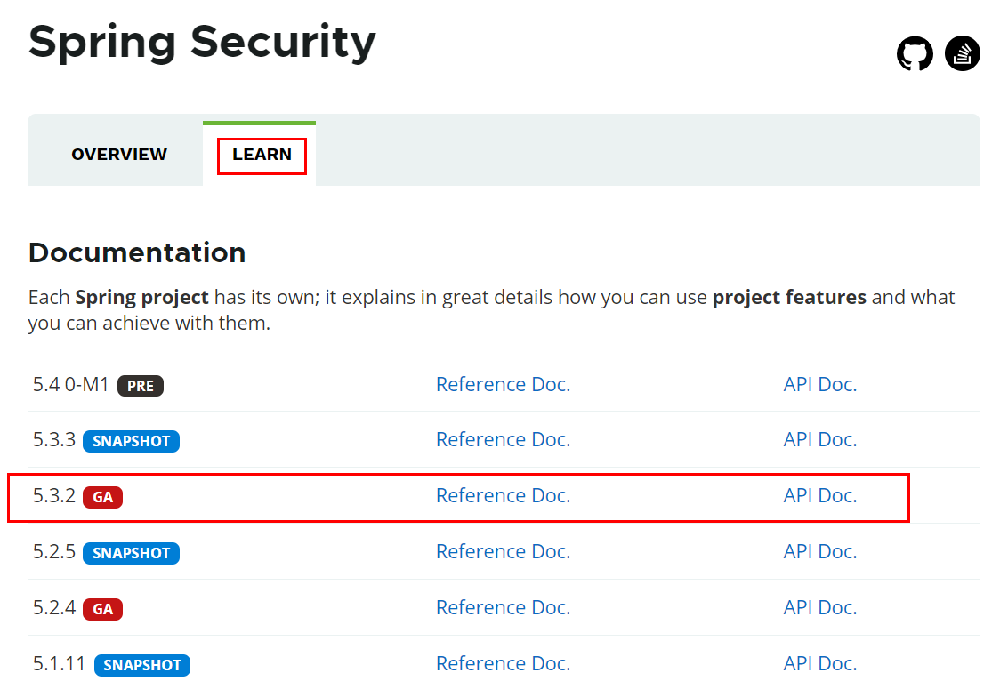 Spring Security
OVERVIEW LEARN
Documentation
Each Spring project has its own; it explains in great details how you can use project features and what
you can achieve with them.
5.4 0-M1 PRE Reference Doc. API Doc.
5.3.3 SNAPSHOT Reference Doc. API Doc.
5.3.2 GA Reference Doc. API Doc.
5.2.5 SNAPSHOT Reference Doc. API Doc.
5.2.4 GA Reference Doc. API Doc.
5.1.11 SNAPSHOT Reference Doc. API Doc.